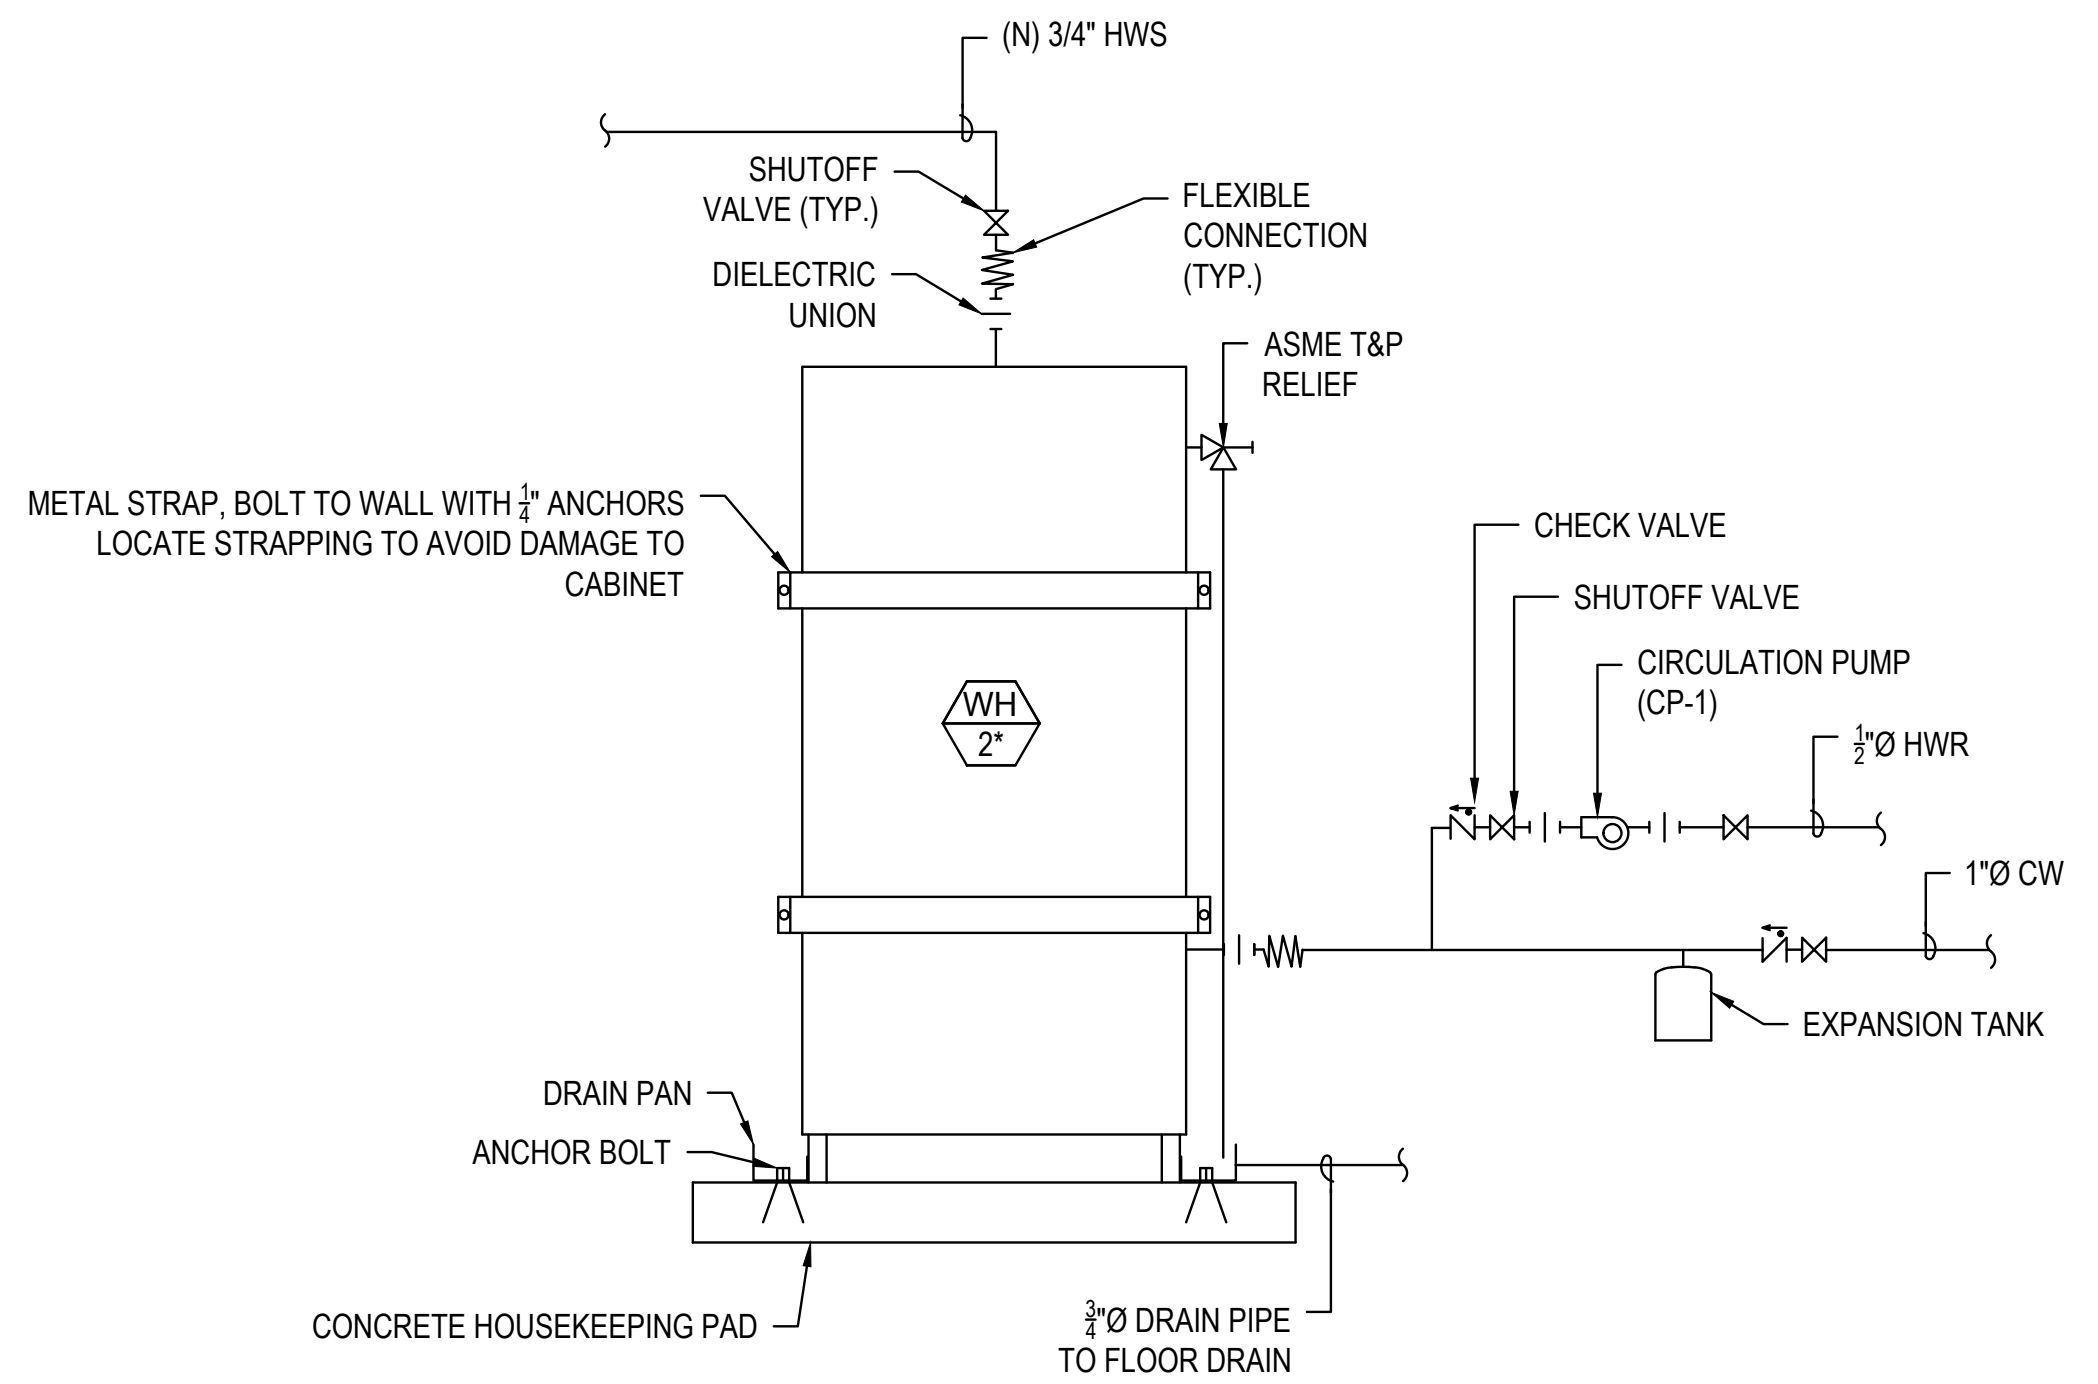 (N) 3/4" HWS
SHUTOFF
VALVE (TYP.)
FLEXIBLE
CONNECTION
(TYP.)
DIELECTRIC
UNION
ASME T&P
RELIEF
METAL STRAP, BOLT TO WALL WITH 1/4" ANCHORS
LOCATE STRAPPING TO AVOID DAMAGE TO
CABINET
CHECK VALVE
SHUTOFF VALVE
CIRCULATION PUMP
(CP-1)
WH
2*
1/2"Ø HWR
1"Ø CW
EXPANSION TANK
DRAIN PAN
ANCHOR BOLT
CONCRETE HOUSEKEEPING PAD
3/4"Ø DRAIN PIPE
TO FLOOR DRAIN